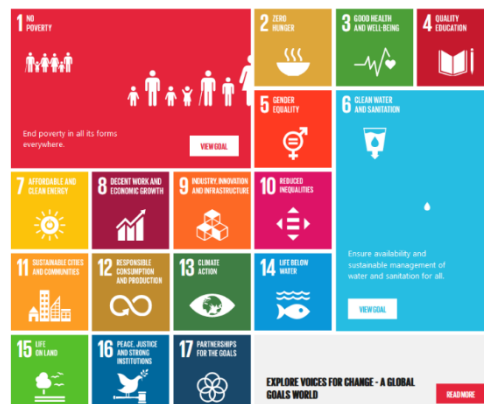 1 NO
POVERTY
End poverty in all its forms
everywhere.
VIEW GOAL
2 ZERO
HUNGER
3 GOOD HEALTH
AND WELL-BEING
4 QUALITY
EDUCATION
5 GENDER
EQUALITY
6 CLEAN WATER
AND SANITATION
Ensure availability and
sustainable management of
water and sanitation for all.
VIEW GOAL
7 AFFORDABLE AND
CLEAN ENERGY
8 DECENT WORK AND
ECONOMIC GROWTH
9 INDUSTRY, INNOVATION
AND INFRASTRUCTURE
10 REDUCED
INEQUALITIES
11 SUSTAINABLE CITIES
AND COMMUNITIES
12 RESPONSIBLE
CONSUMPTION
AND PRODUCTION
13 CLIMATE
ACTION
14 LIFE BELOW
WATER
15 LIFE
ON LAND
16 PEACE, JUSTICE
AND STRONG
INSTITUTIONS
17 PARTNERSHIPS
FOR THE GOALS
EXPLORE VOICES FOR CHANGE - A GLOBAL
GOALS WORLD
READ MORE